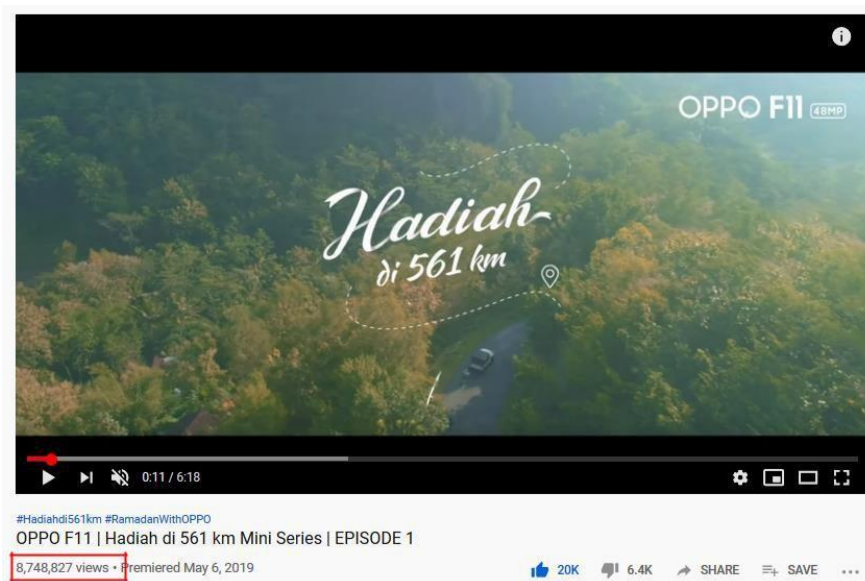 OPPO F11 48MP
Hadiah
di 561 km
0:11 / 6:18
#Hadiahdi561km #RamadanWithOPPO
OPPO F11 | Hadiah di 561 km Mini Series | EPISODE 1
8,748,827 views • Premiered May 6, 2019 20K 6.4K SHARE SAVE